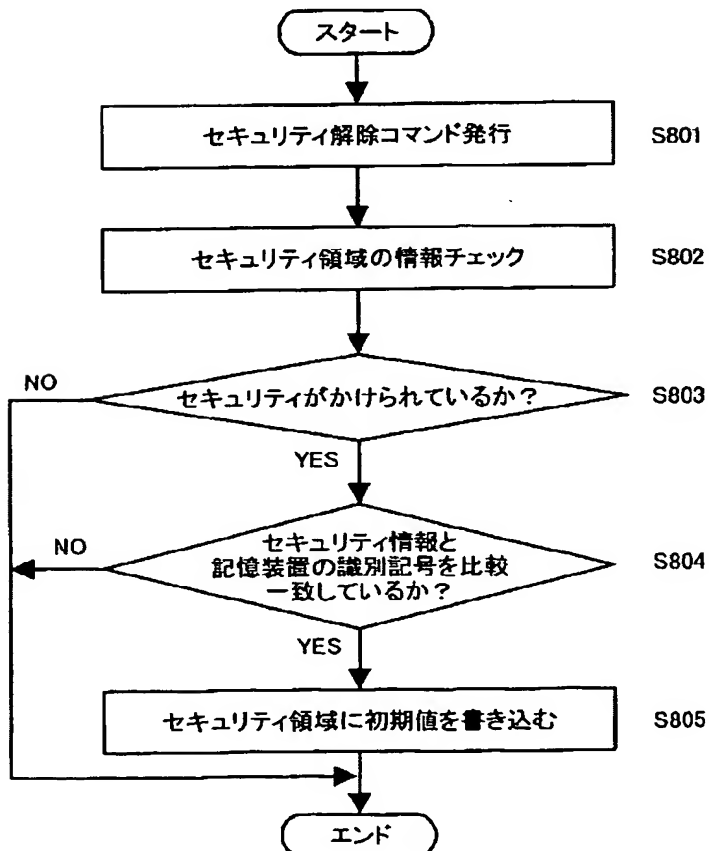 スタート
セキュリティ解除コマンド発行 S801
セキュリティ領域の情報チェック S802
NO
セキュリティがかけられているか？ S803
YES
NO
セキュリティ情報と
記憶装置の識別記号を比較
一致しているか？
S804
YES
セキュリティ領域に初期値を書き込む S805
エンド